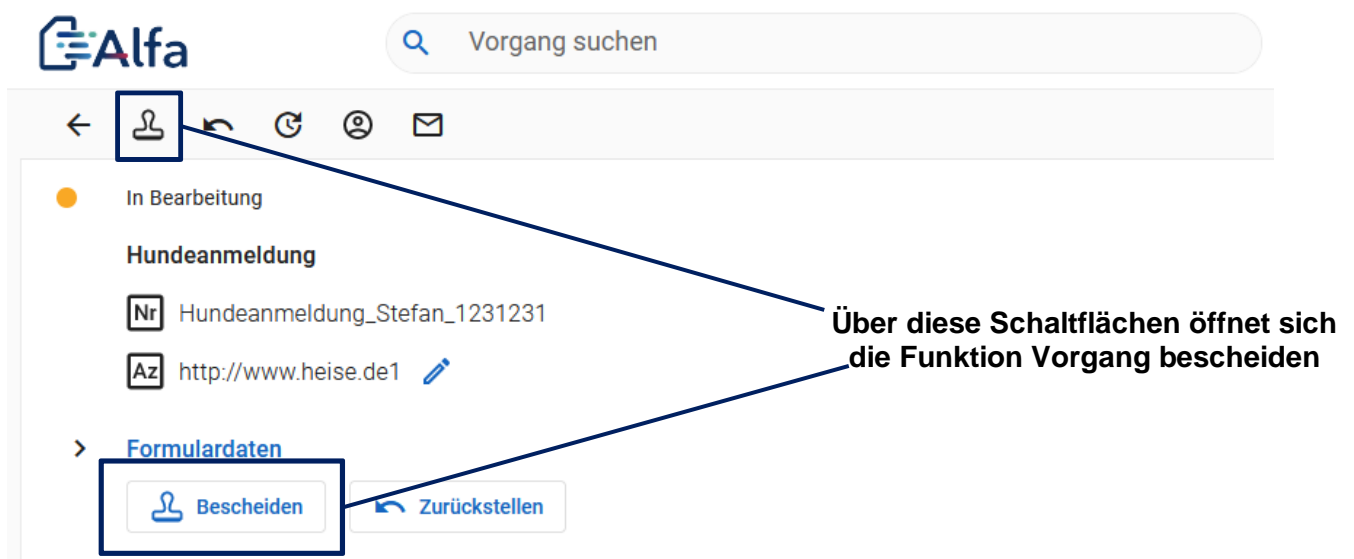 Alfa
Vorgang suchen
In Bearbeitung
Hundeanmeldung
Nr Hundeanmeldung_Stefan_1231231
Az http://www.heise.de1
Über diese Schaltflächen öffnet sich
die Funktion Vorgang bescheiden
Formulardaten
Bescheiden Zurückstellen